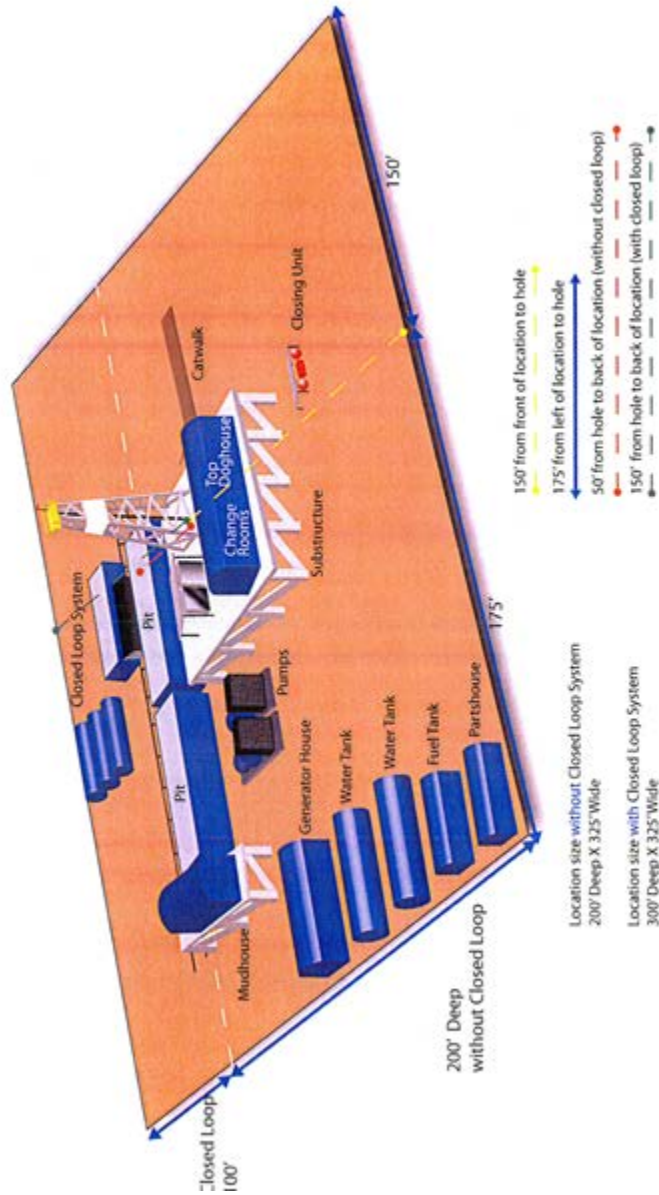 Closed Loop
100'
200' Deep
without Closed Loop
Mudhouse
Pit
Closed Loop System
Pit
Generator House
Water Tank
Water Tank
Fuel Tank
Partshouse
Pumps
Change
Rooms
Top
Doghouse
Substructure
Catwalk
Closing Unit
175'
150'
Location size without Closed Loop System
200' Deep X 325' Wide
Location size with Closed Loop System
300' Deep X 325' Wide
150' from front of location to hole
175' from left of location to hole
50' from hole to back of location (without closed loop)
150' from hole to back of location (with closed loop)